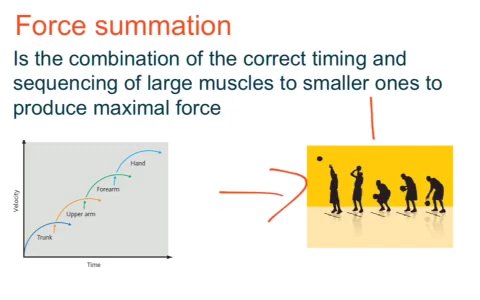 Force summation
Is the combination of the correct timing and
sequencing of large muscles to smaller ones to
produce maximal force
Hand
Forearm
Upper arm
Trunk
Velocity
Time